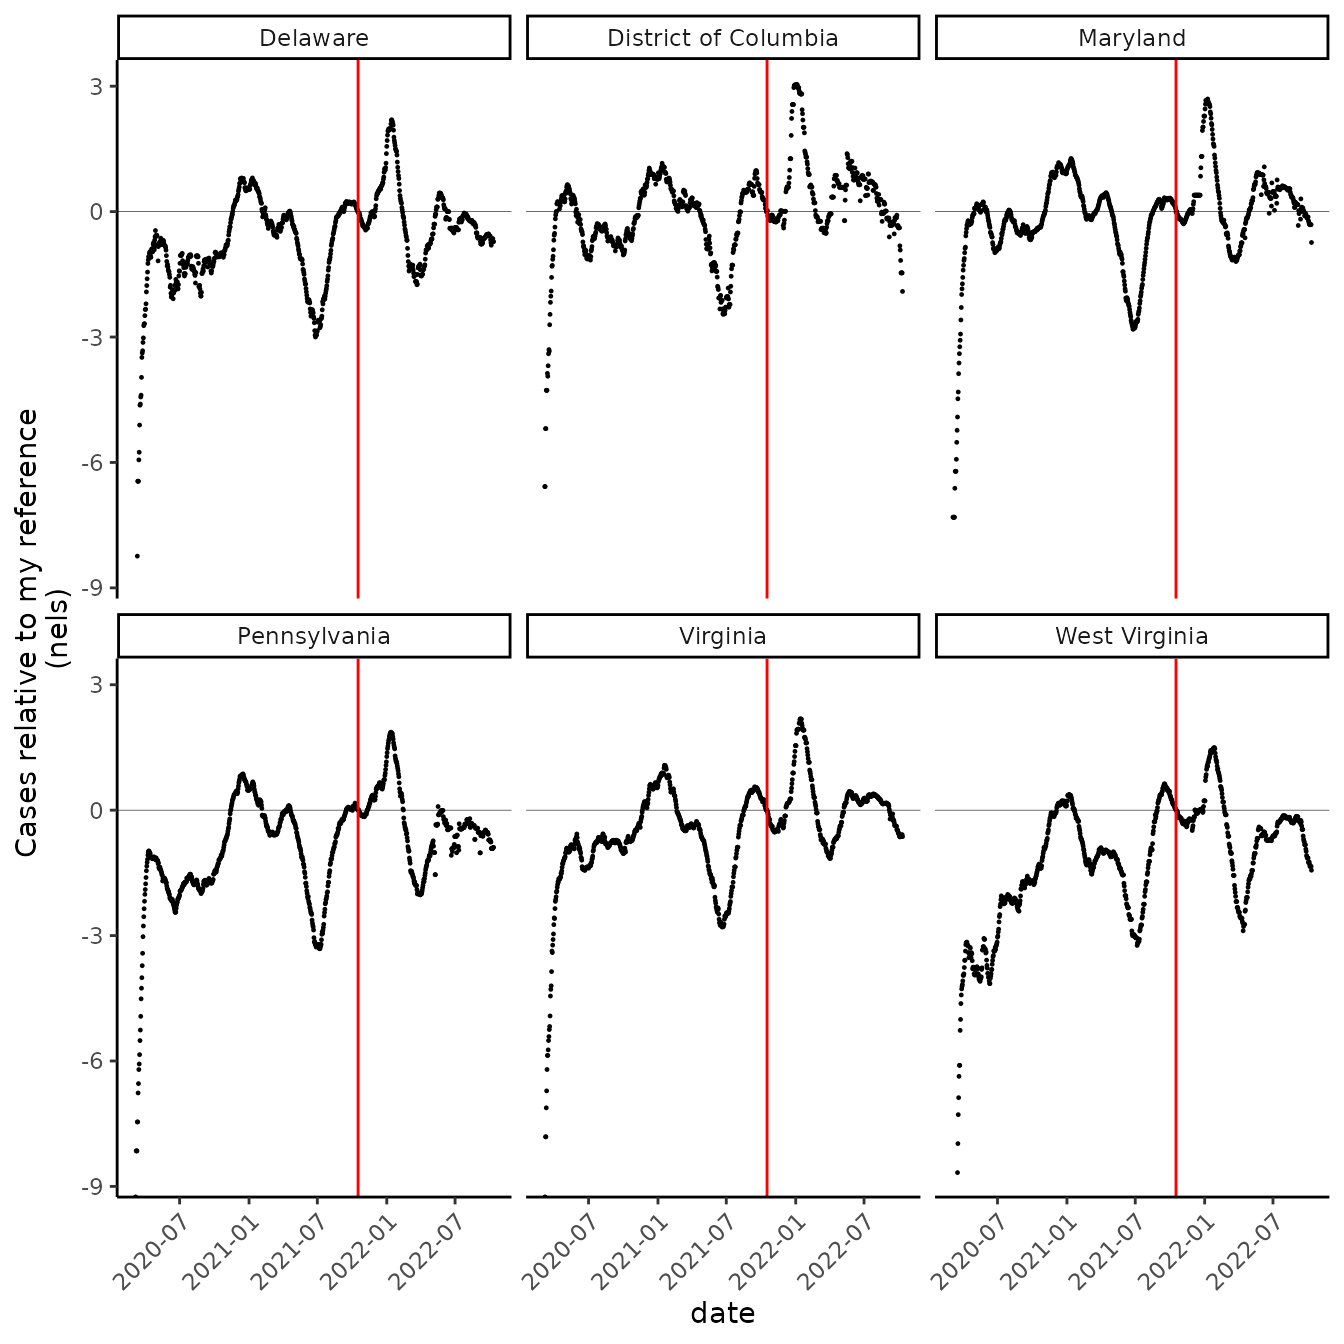 Delaware
District of Columbia
Maryland
3
0
-3
-6
-9
Pennsylvania
Virginia
West Virginia
3
0
-3
-6
-9
2020-07
2021-01
2021-07
2022-01
2022-07
2020-07
2021-01
2021-07
2022-01
2022-07
2020-07
2021-01
2021-07
2022-01
2022-07
date
Cases relative to my reference
(nels)